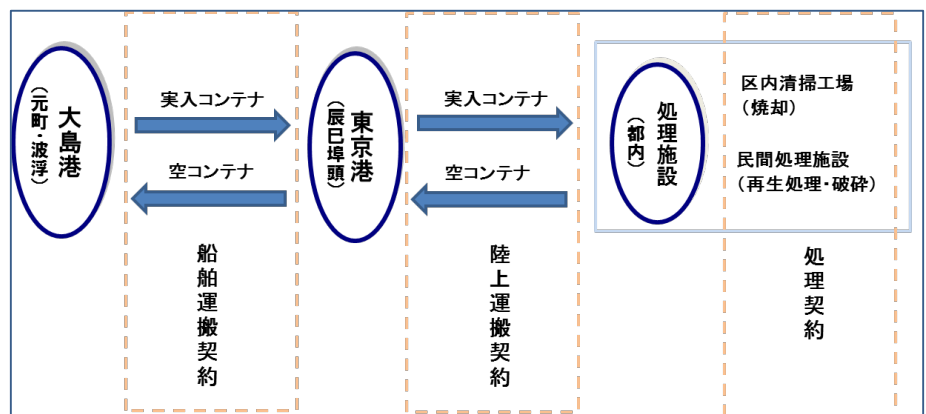 大島港
（元町・波浮）
実入コンテナ
空コンテナ
船舶運搬契約
東京港
（辰巳埠頭）
実入コンテナ
空コンテナ
陸上運搬契約
処理施設
（都内）
区内清掃工場
（焼却）
民間処理施設
（再生処理・破砕）
処理契約